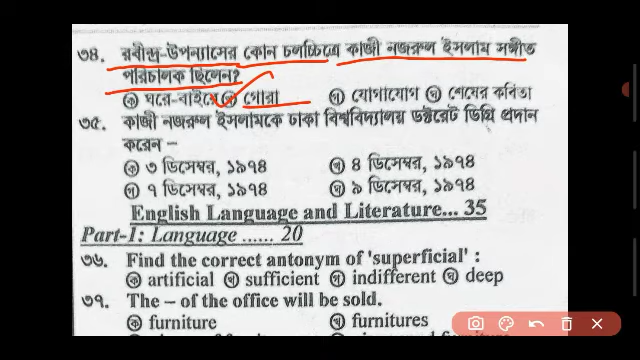 ৩৪. রবীন্দ্র-উপন্যাসের কোন চলচ্চিত্রে কাজী নজরুল ইসলাম সঙ্গীত
পরিচালক ছিলেন?
ক ঘরে-বাইরে খ গোরা গ যোগাযোগ ঘ শেষের কবিতা
৩৫. কাজী নজরুল ইসলামকে ঢাকা বিশ্ববিদ্যালয় ডক্টরেট ডিগ্রি প্রদান
করেন –
ক ৩ ডিসেম্বর, ১৯৭৪ খ ৪ ডিসেম্বর, ১৯৭৪
গ ৭ ডিসেম্বর, ১৯৭৪ ঘ ৯ ডিসেম্বর, ১৯৭৪
English Language and Literature... 35
Part-1: Language ...... 20
৩৬. Find the correct antonym of 'superficial' :
ক artificial খ sufficient গ indifferent ঘ deep
৩৭. The – of the office will be sold.
ক furniture খ furnitures